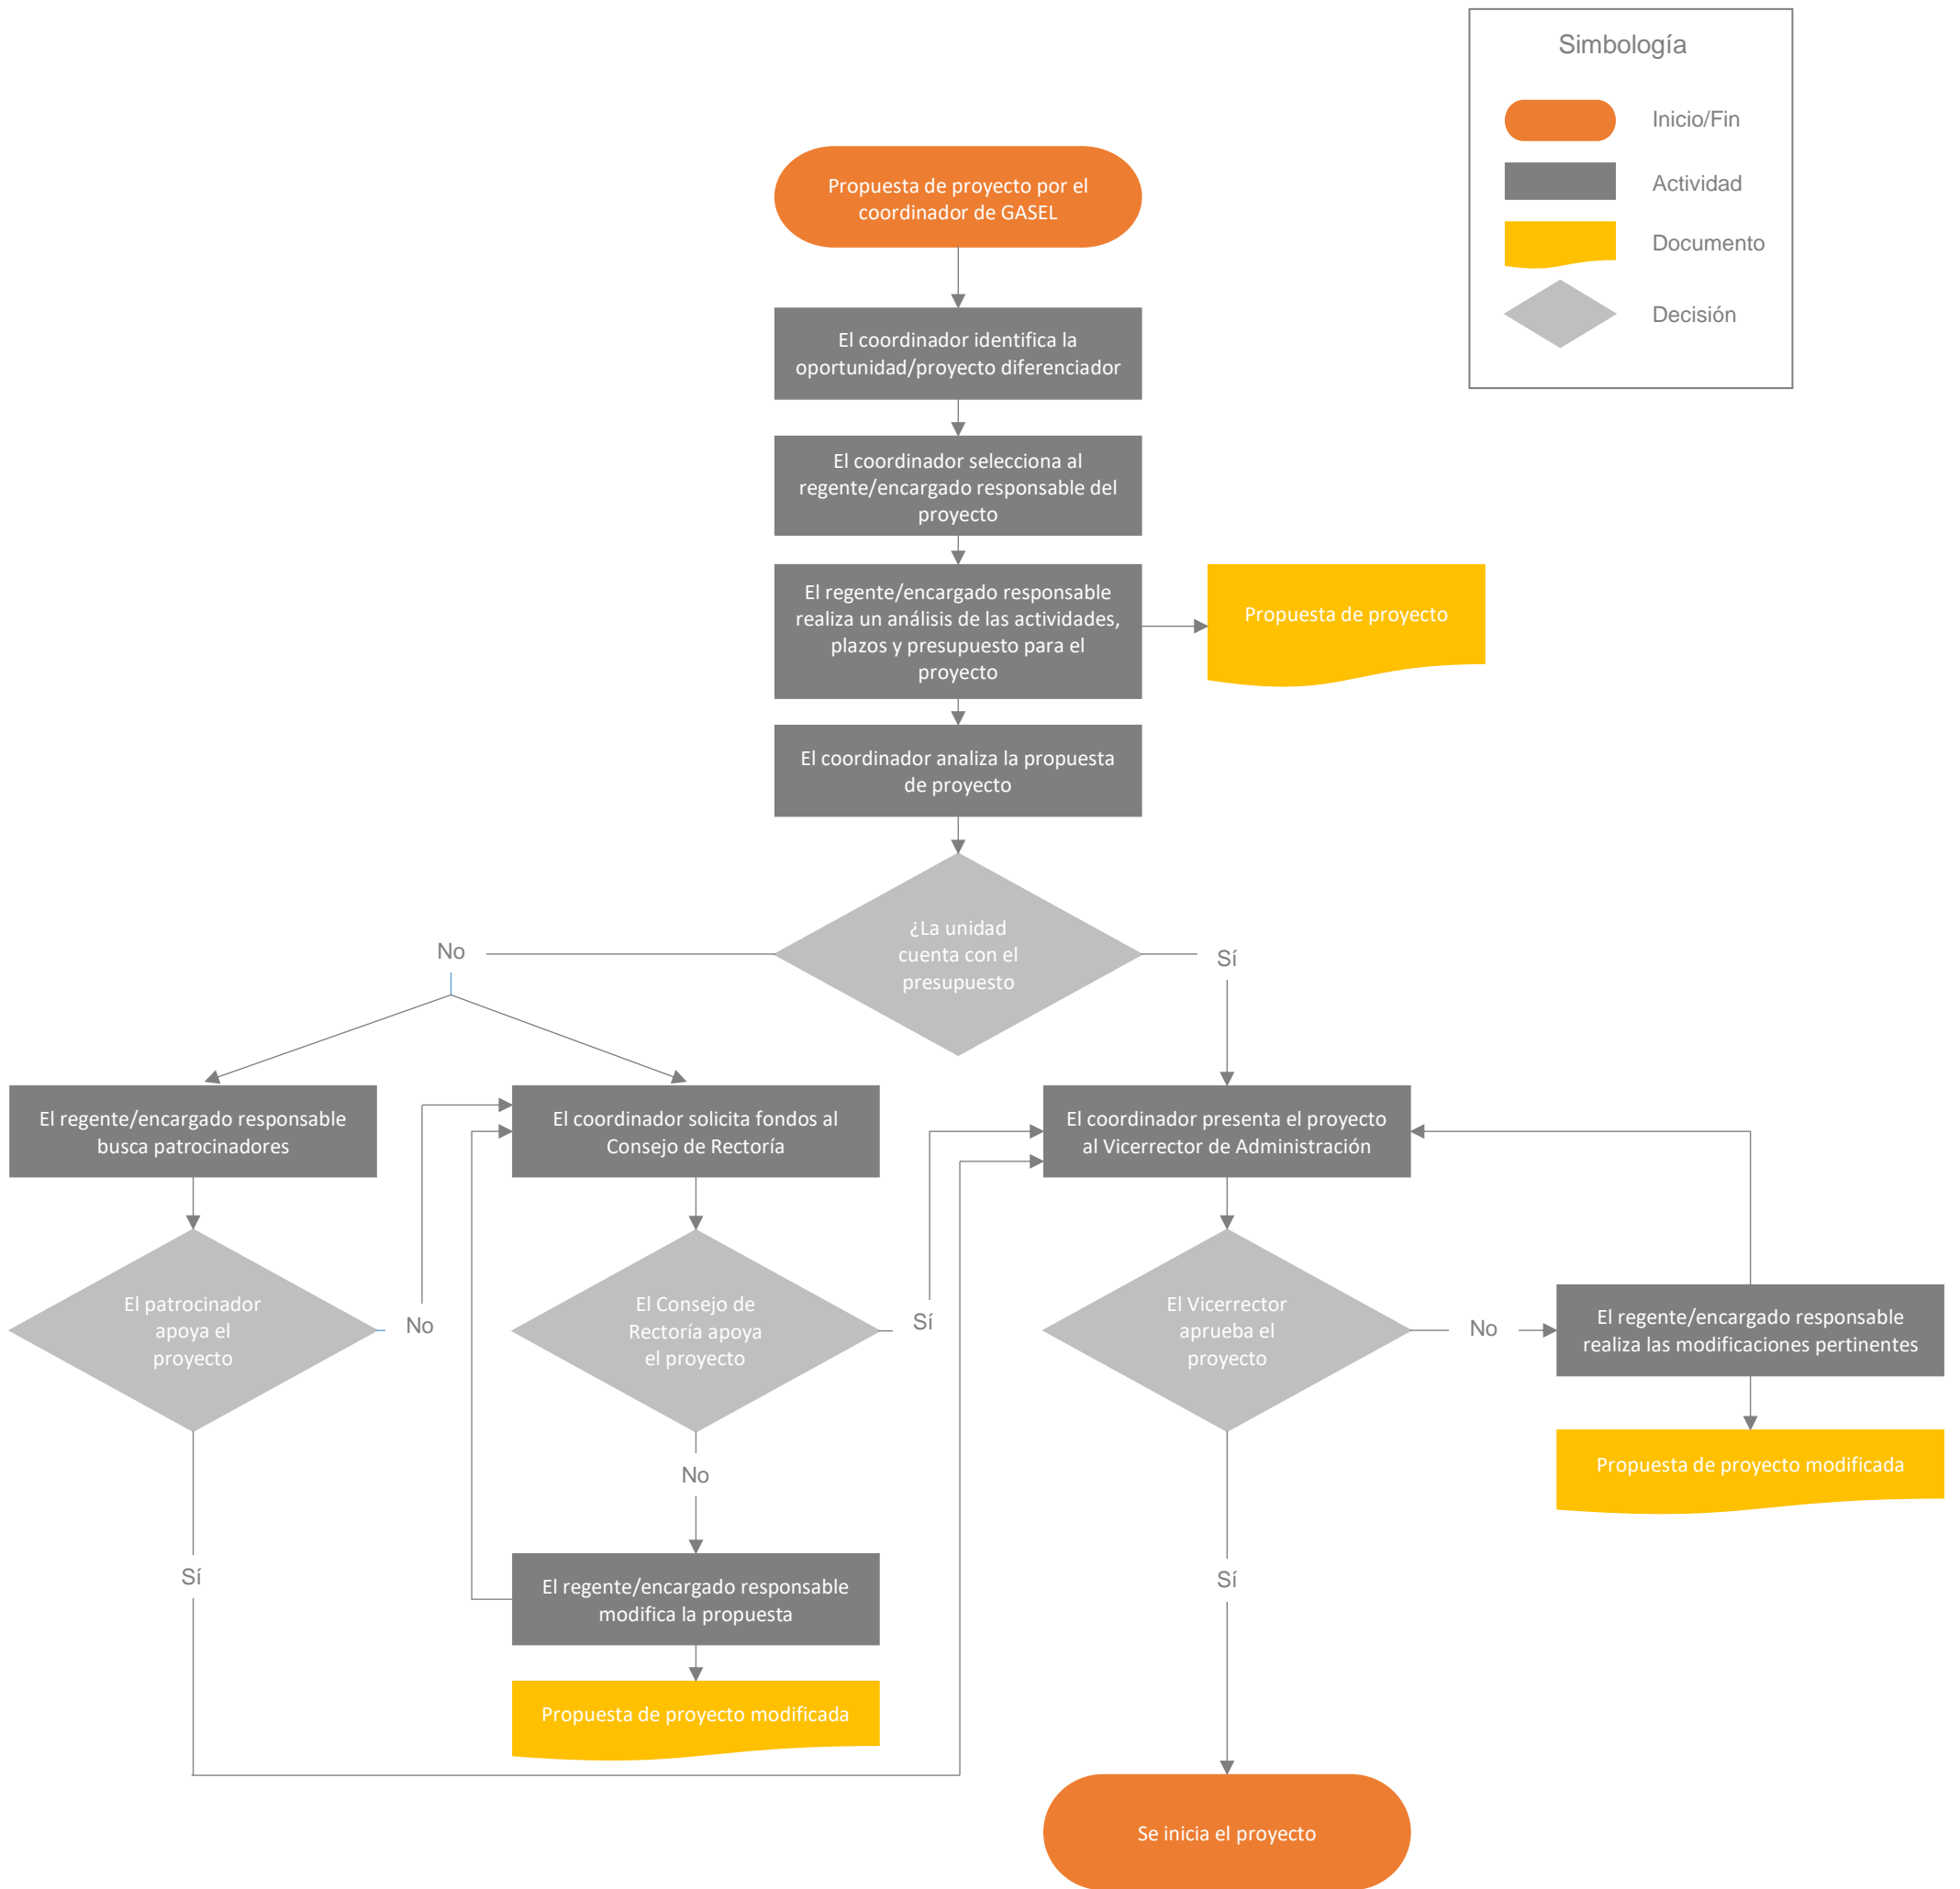 Simbología
Inicio/Fin
Actividad
Documento
Decisión
Propuesta de proyecto por el
coordinador de GASEL
El coordinador identifica la
oportunidad/proyecto diferenciador
El coordinador selecciona al
regente/encargado responsable del
proyecto
El regente/encargado responsable
realiza un análisis de las actividades,
plazos y presupuesto para el
proyecto
Propuesta de proyecto
El coordinador analiza la propuesta
de proyecto
¿La unidad
cuenta con el
presupuesto
No
Sí
El regente/encargado responsable
busca patrocinadores
El coordinador solicita fondos al
Consejo de Rectoría
El coordinador presenta el proyecto
al Vicerrector de Administración
El patrocinador
apoya el
proyecto
No
El Consejo de
Rectoría apoya
el proyecto
Sí
El Vicerrector
aprueba el
proyecto
No
El regente/encargado responsable
realiza las modificaciones pertinentes
Propuesta de proyecto modificada
No
Sí
El regente/encargado responsable
modifica la propuesta
Sí
Propuesta de proyecto modificada
Se inicia el proyecto